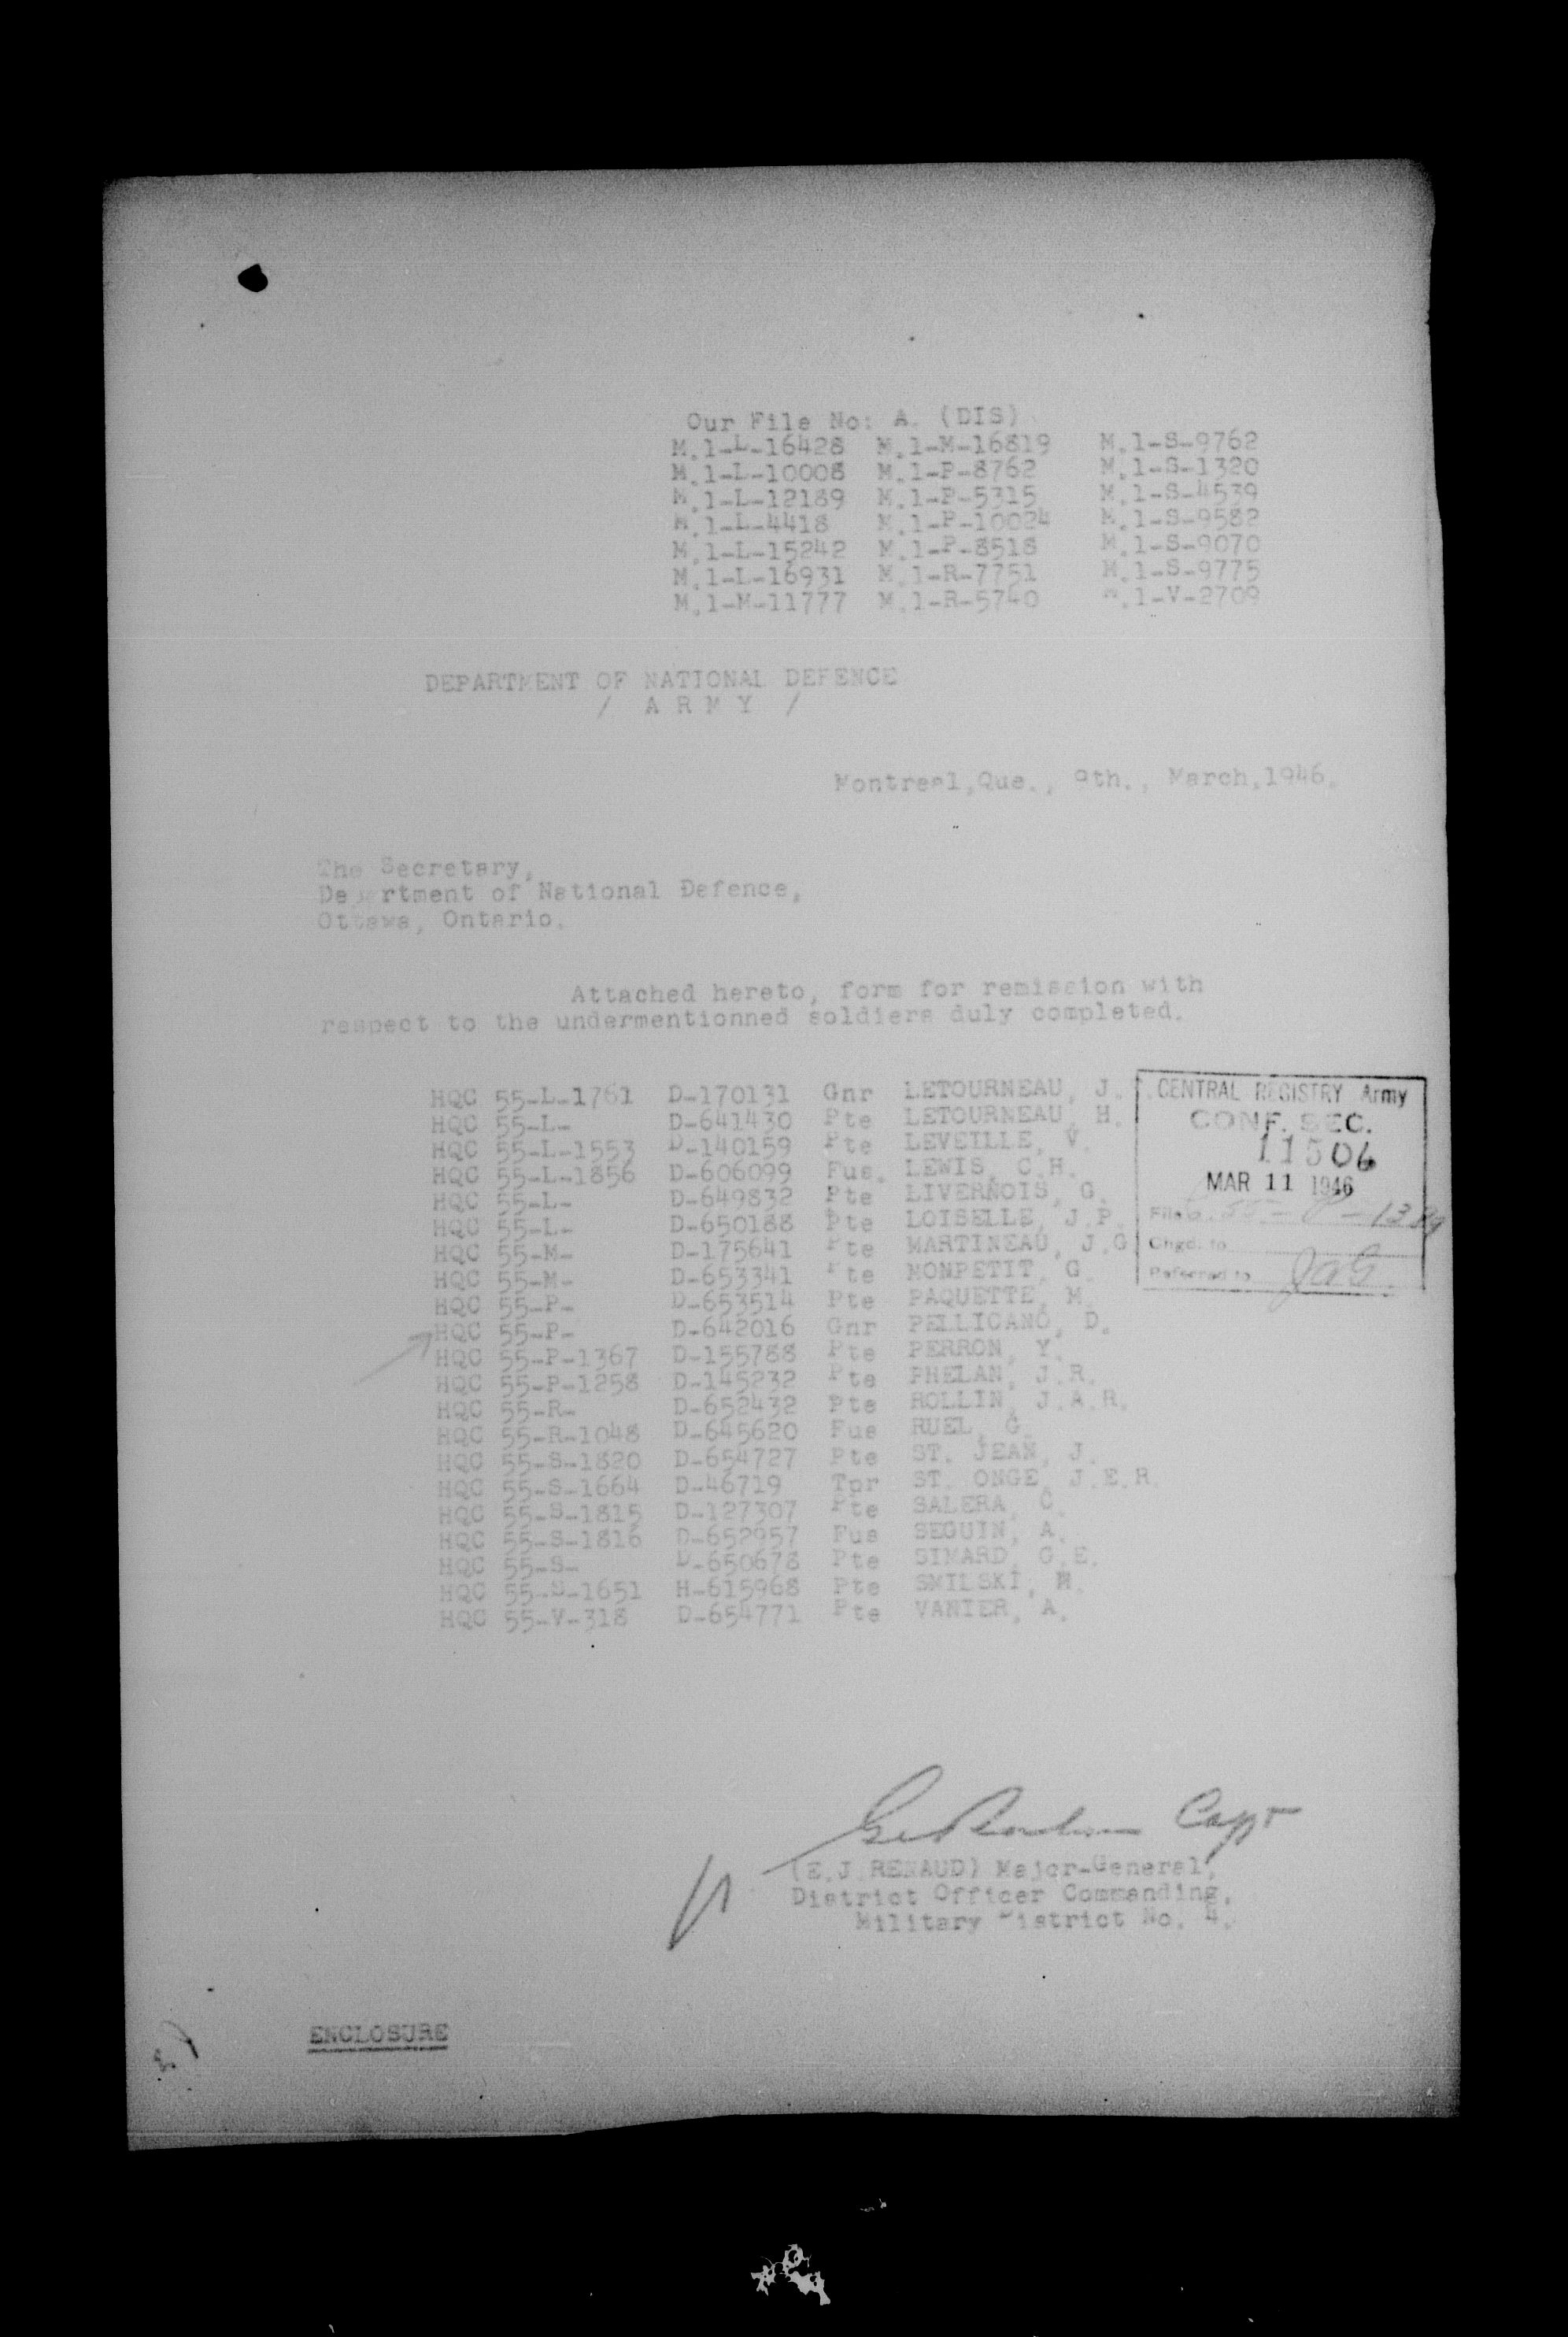 Our File No: A. (DIS)
M.1-L-16428 M.1-M-16819 M.1-S-9762
M.1-L-10008 M.1-P-8762 M.1-S-1320
M.1-L-12189 M.1-P-5315 M.1-S-4539
M.1-L-4418 M.1-P-10024 M.1-S-9582
M.1-L-15242 M.1-P-8518 M.1-S-9070
M.1-L-16931 M.1-R-7751 M.1-S-9775
M.1-M-11777 M.1-R-5740 M.1-V-2709
DEPARTMENT OF NATIONAL DEFENCE
/ A R M Y /
Montreal,Que., 9th., March,1946.
The Secretary,
Department of National Defence,
Ottawa, Ontario.
Attached hereto, form for remission with
respect to the undermentionned soldiers duly completed.
HQC 55-L-1761 D-170131 Gnr LETOURNEAU, J.
HQC 55-L- D-641430 Pte LETOURNEAU, H.
HQC 55-L-1553 D-140159 Pte LEVEILLE, V.
HQC 55-L-1856 D-606099 Fus. LEWIS, C.H.
HQC 55-L- D-649832 Pte LIVERNOIS, G.
HQC 55-L- D-650188 Pte LOISELLE, J.P.
HQC 55-M- D-175641 Pte MARTINEAU, J.G
HQC 55-M- D-653341 Pte MONPETIT, G.
HQC 55-P- D-653514 Pte PAQUETTE, M.
HQC 55-P- D-642016 Gnr PELLICANO, D.
HQC 55-P-1367 D-155788 Pte PERRON, Y.
HQC 55-P-1258 D-145232 Pte PHELAN, J.R.
HQC 55-R- D-652432 Pte ROLLIN, J.A.R.
HQC 55-R-1048 D-645620 Fus RUEL, G.
HQC 55-S-1820 D-654727 Pte ST. JEAN, J.
HQC 55-S-1664 D-46719 Tpr ST. ONGE, J.E.R.
HQC 55-S-1815 D-127307 Pte SALERA, C.
HQC 55-S-1816 D-652957 Fus SEGUIN, A.
HQC 55-S- D-650678 Pte SIMARD, G.E.
HQC 55-S-1651 H-615968 Pte SMILSKI, M.
HQC 55-V-318 D-654771 Pte VANIER, A.
CENTRAL REGISTRY Army
CONF. SEC.
11506
MAR 11 1946
File 55-P-1389
Chgd. to
Referred to JAG.
Capt
(E.J.RENAUD) Major-General,
District Officer Commanding,
Military District No. 4.
ENCLOSURE